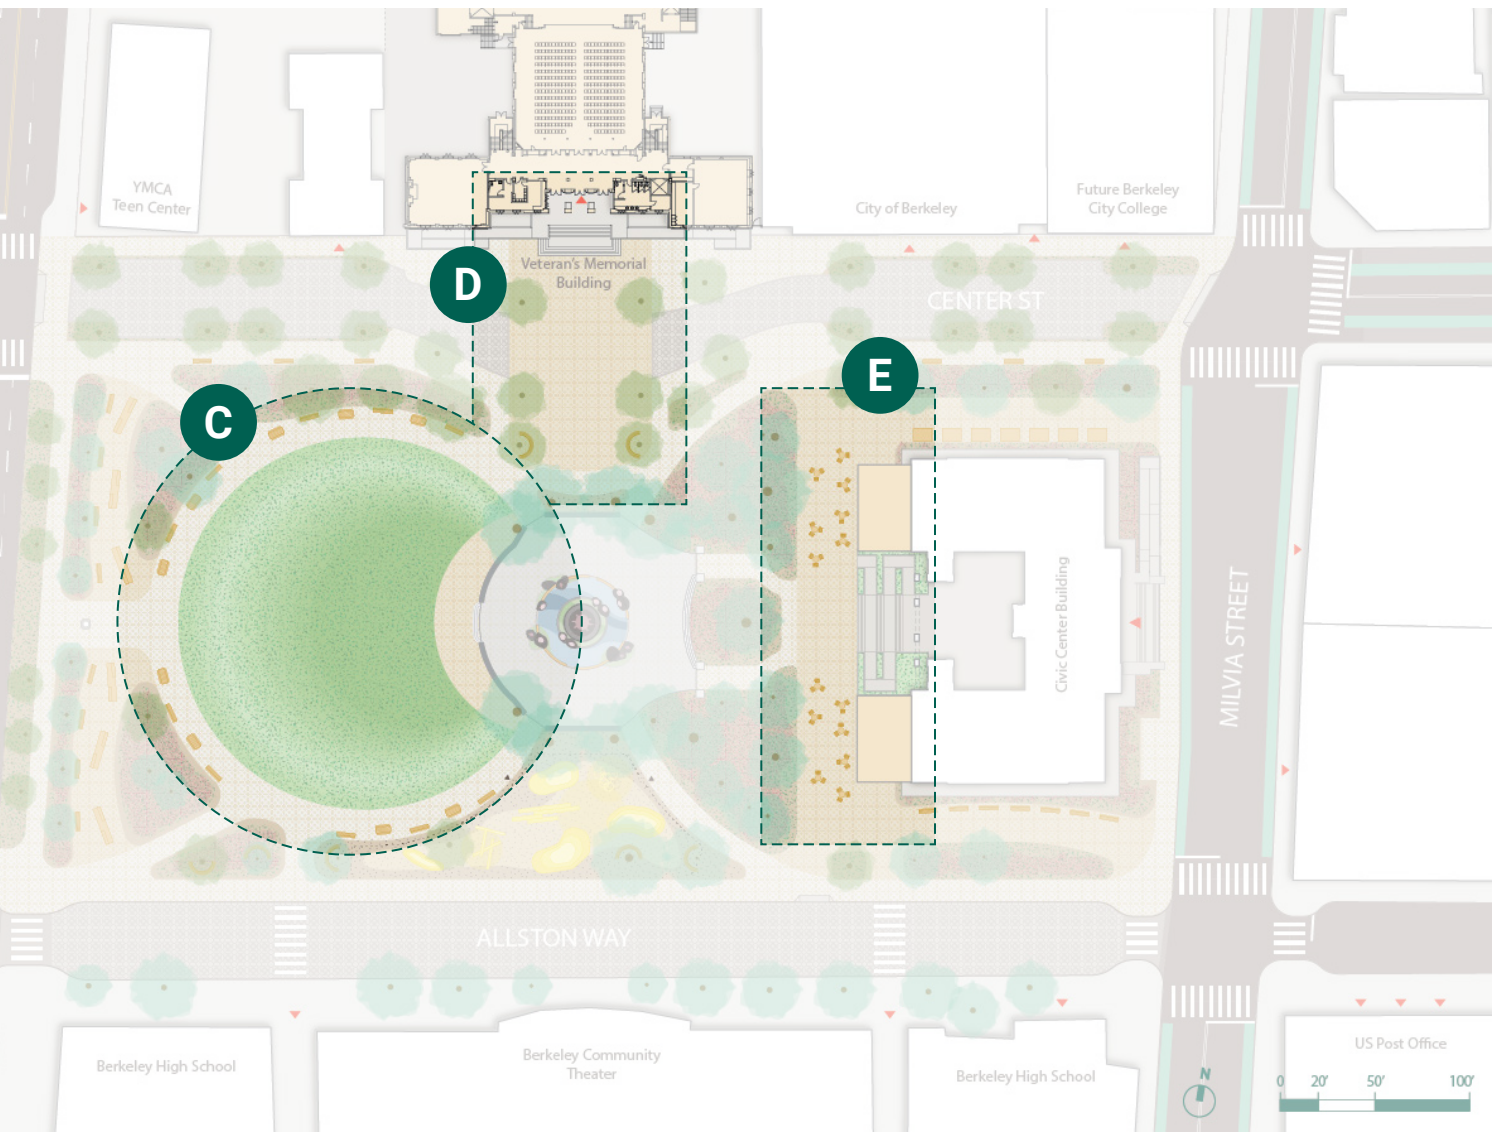 YMCA
Teen Center
City of Berkeley
Future Berkeley
City College
D
Veteran's Memorial
Building
CENTER ST
E
C
Civic Center Building
MILVIA STREET
ALLSTON WAY
Berkeley High School
Berkeley Community
Theater
Berkeley High School
US Post Office
N
0 20' 50' 100'